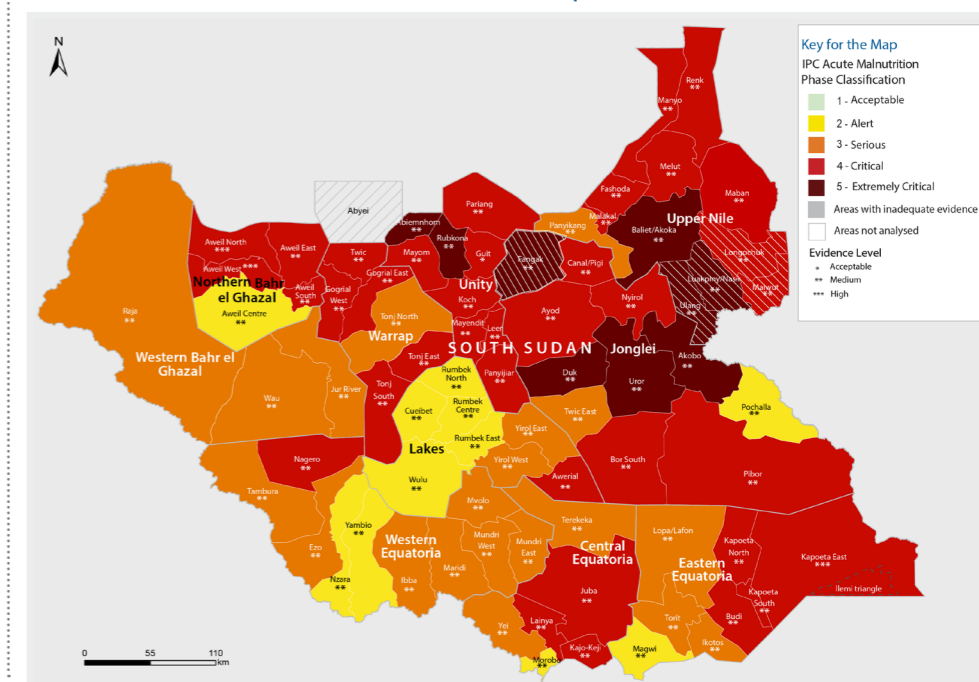 N
Key for the Map
IPC Acute Malnutrition
Phase Classification
1 - Acceptable
2 - Alert
3 - Serious
4 - Critical
5 - Extremely Critical
Areas with inadequate evidence
Areas not analysed
Evidence Level
* Acceptable
** Medium
*** High
Renk
**
Manyo
**
Melut
**
Maban
**
Fashoda
**
Malakal
**
Upper Nile
Baliet/Akoka
**
Panyikang
**
Longochuk
**
Luakpiny/Nasir
**
Maiwut
**
Ulang
**
Abyei
Pariang
**
Abiemnhom
**
Rubkona
**
Mayom
**
Guit
*
Unity
Koch
**
Mayendit
**
Leer
**
Panyijiar
**
Fangak
**
Canal/Pigi
**
Nyirol
**
Ayod
**
SOUTH SUDAN
Jonglei
Duk
**
Uror
**
Akobo
**
Pochalla
**
Twic East
**
Bor South
**
Pibor
**
Aweil North
***
Aweil East
**
Aweil West
***
Northern Bahr
el Ghazal
Aweil
South
**
Aweil Centre
**
Twic
**
Gogrial East
**
Gogrial
West
**
Tonj North
**
Warrap
Tonj East
**
Tonj
South
**
Raja
**
Western Bahr el
Ghazal
Wau
**
Jur River
**
Rumbek
North
**
Cueibet
**
Rumbek
Centre
**
Rumbek East
**
Lakes
Wulu
**
Yirol East
**
Yirol West
**
Awerial
**
Nagero
**
Tambura
**
Ezo
**
Yambio
**
Nzara
**
Western
Equatoria
Ibba
**
Maridi
**
Mundri
West
**
Mundri
East
**
Mvolo
**
Terekeka
**
Central
Equatoria
Juba
**
Lainya
**
Yei
**
Morobo
**
Kajo-Keji
**
Lopa/Lafon
**
Eastern
Equatoria
Torit
**
Magwi
**
Ikotos
**
Budi
**
Kapoeta
North
**
Kapoeta
South
**
Kapoeta East
***
Ilemi triangle
0 55 110
km